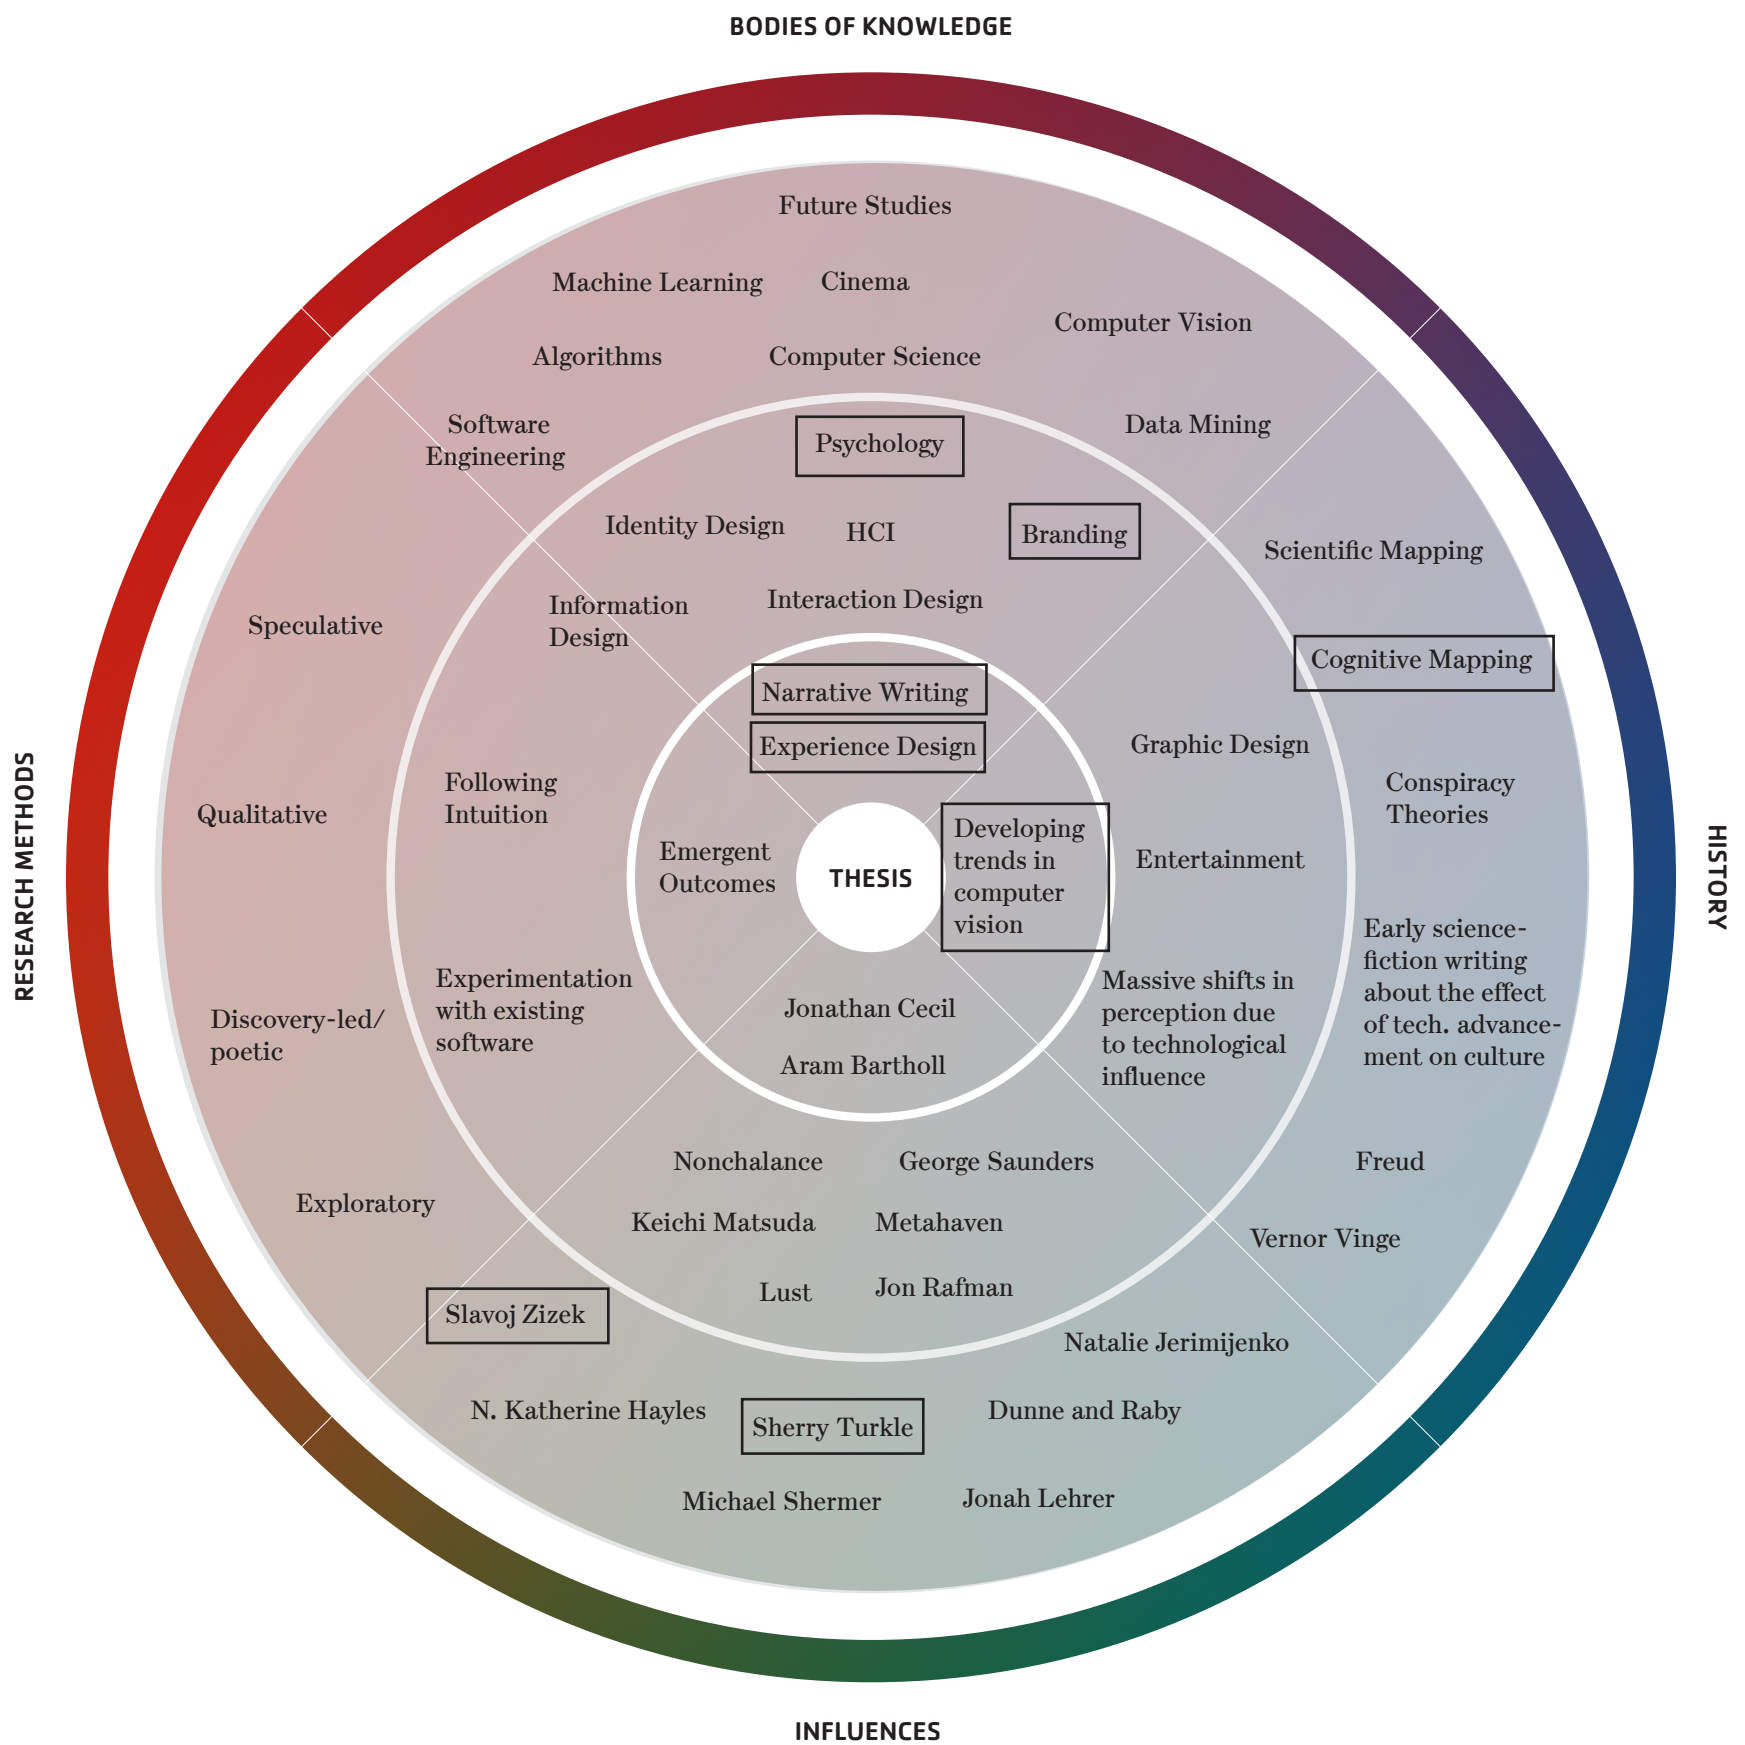 BODIES OF KNOWLEDGE
Future Studies
Machine Learning
Cinema
Computer Vision
Algorithms
Computer Science
Software
Engineering
Data Mining
Psychology
Identity Design
HCI
Branding
Information
Design
Interaction Design
Narrative Writing
Experience Design
HISTORY
Scientific Mapping
Cognitive Mapping
Graphic Design
Conspiracy
Theories
Developing
trends in
computer
vision
Entertainment
Early science-
fiction writing
about the effect
of tech. advance-
ment on culture
Massive shifts in
perception due
to technological
influence
Freud
Vernor Vinge
RESEARCH METHODS
Speculative
Qualitative
Following
Intuition
Emergent
Outcomes
Experimentation
with existing
software
Discovery-led/
poetic
Exploratory
THESIS
Jonathan Cecil
Aram Bartholl
Nonchalance
George Saunders
Keichi Matsuda
Metahaven
Lust
Jon Rafman
Slavoj Zizek
Natalie Jerimijenko
N. Katherine Hayles
Sherry Turkle
Dunne and Raby
Michael Shermer
Jonah Lehrer
INFLUENCES